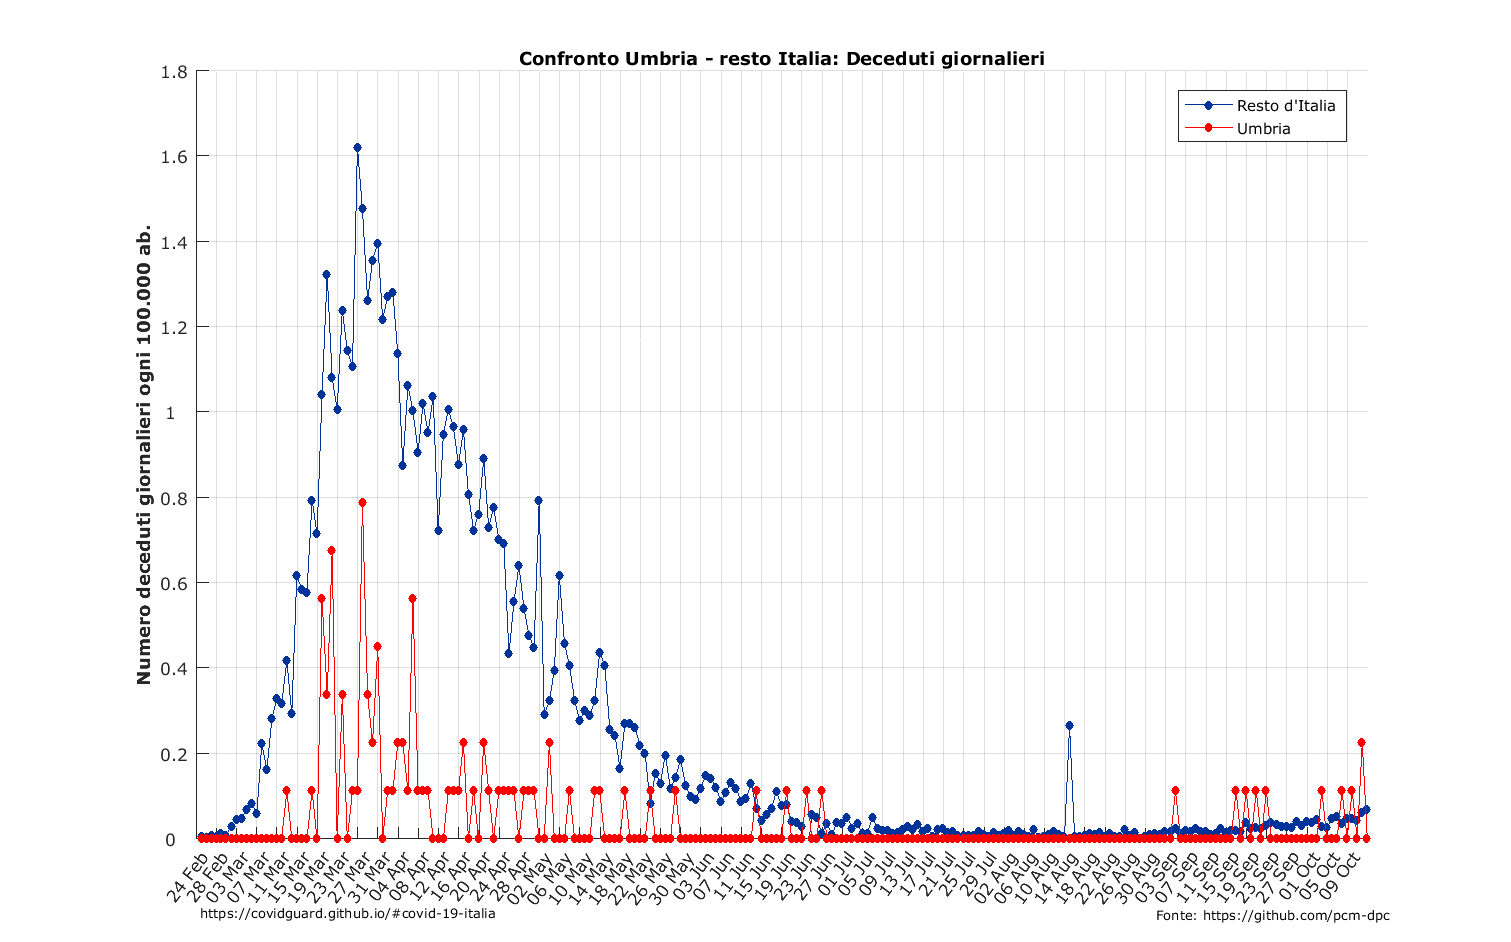 Confronto Umbria - resto Italia: Deceduti giornalieri
Resto d'Italia
Umbria
Numero deceduti giornalieri ogni 100.000 ab.
1.8
1.6
1.4
1.2
1
0.8
0.6
0.4
0.2
0
24 Feb
28 Feb
03 Mar
07 Mar
11 Mar
15 Mar
19 Mar
23 Mar
27 Mar
31 Mar
04 Apr
08 Apr
12 Apr
16 Apr
20 Apr
24 Apr
28 Apr
02 May
06 May
10 May
14 May
18 May
22 May
26 May
30 May
03 Jun
07 Jun
11 Jun
15 Jun
19 Jun
23 Jun
27 Jun
01 Jul
05 Jul
09 Jul
13 Jul
17 Jul
21 Jul
25 Jul
29 Jul
02 Aug
06 Aug
10 Aug
14 Aug
18 Aug
22 Aug
26 Aug
30 Aug
03 Sep
07 Sep
11 Sep
15 Sep
19 Sep
23 Sep
27 Sep
01 Oct
05 Oct
09 Oct
https://covidguard.github.io/#covid-19-italia
Fonte: https://github.com/pcm-dpc